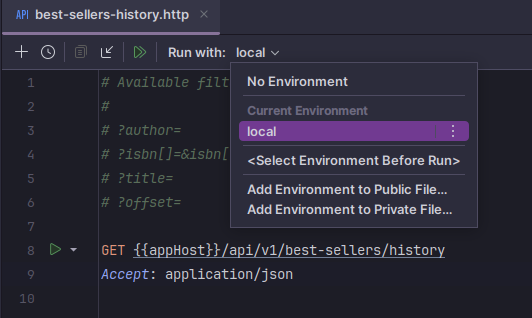 API best-sellers-history.http
Run with: local
No Environment
Current Environment
local
<Select Environment Before Run>
Add Environment to Public File...
Add Environment to Private File...
1 # Available filt
2 #
3 # ?author=
4 # ?isbn[]=&isbn[
5 # ?title=
6 # ?offset=
7
8 GET {{appHost}}/api/v1/best-sellers/history
9 Accept: application/json
10